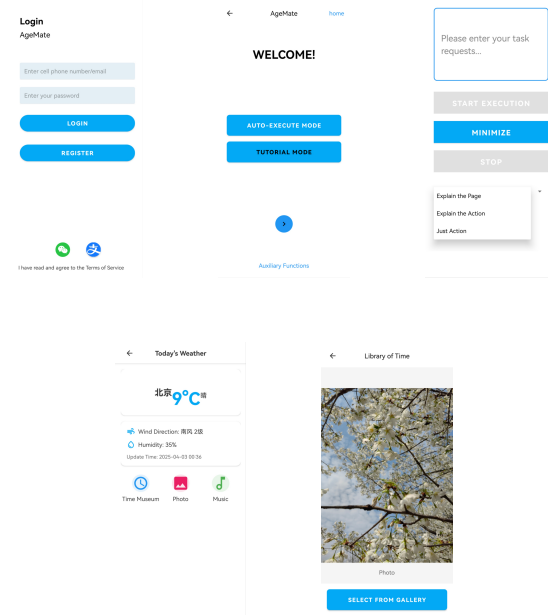 Login
AgeMate
Enter cell phone number/email
Enter your password
LOGIN
REGISTER
I have read and agree to the Terms of Service
AgeMate
home
WELCOME!
AUTO-EXECUTE MODE
TUTORIAL MODE
Auxiliary Functions
Please enter your task
requests...
START EXECUTION
MINIMIZE
STOP
Explain the Page
Explain the Action
Just Action
Today's Weather
北京9°C晴
Wind Direction: 南风 2级
Humidity: 35%
Update Time: 2025-04-03 00:36
Time Museum
Photo
Music
Library of Time
Photo
SELECT FROM GALLERY